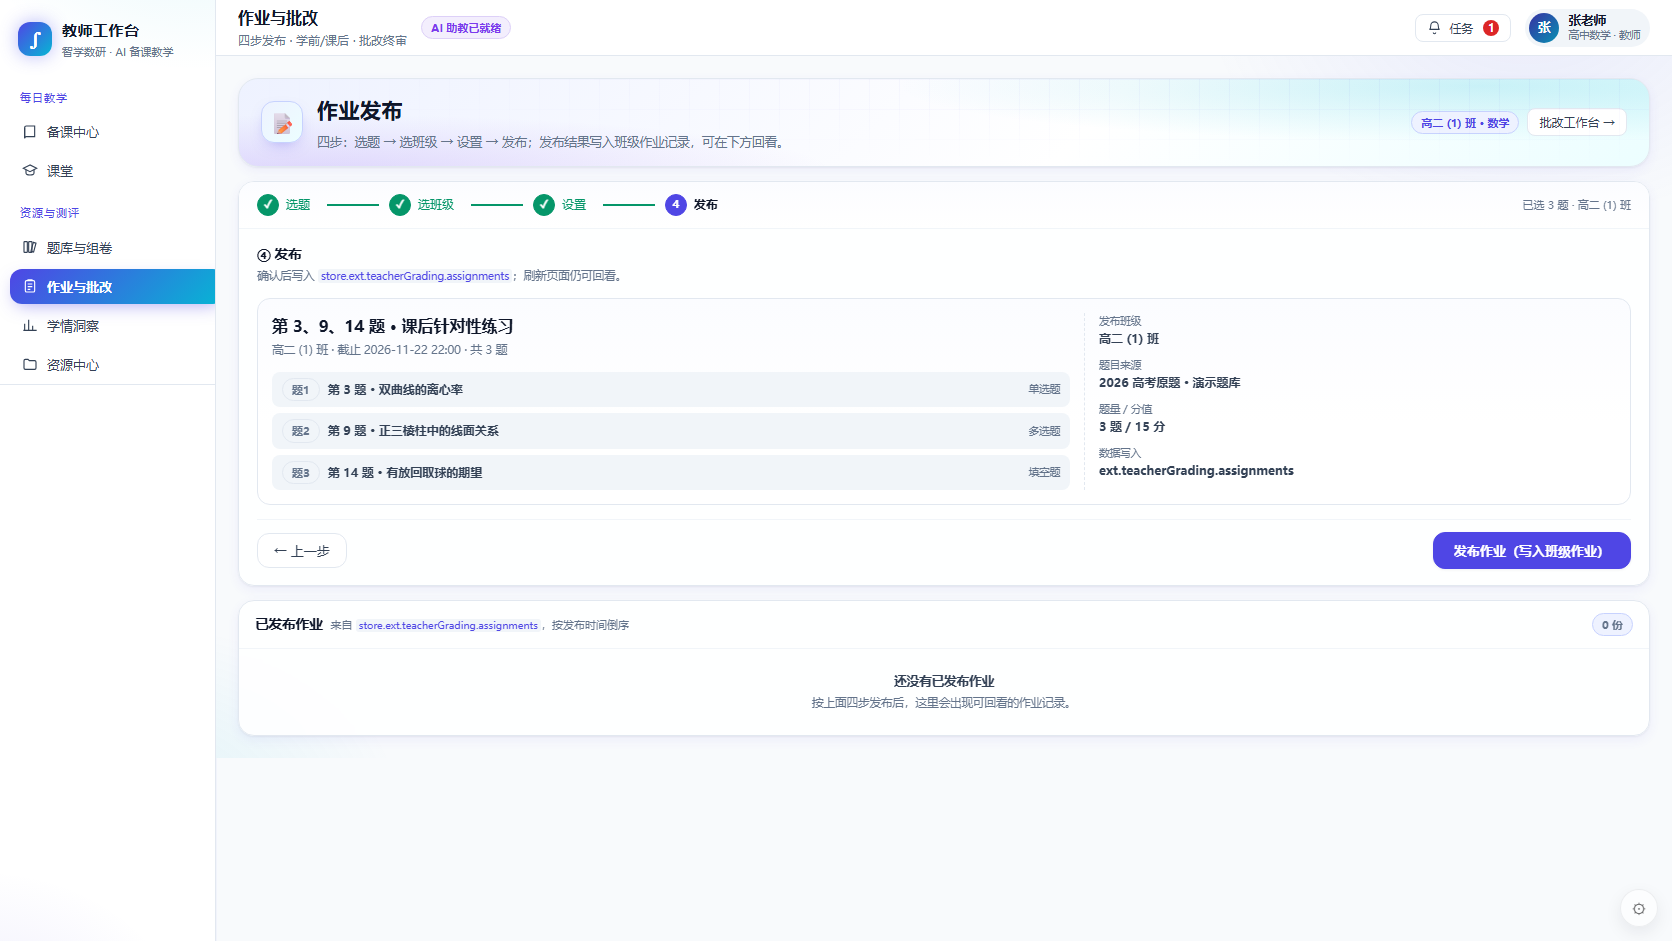 教师工作台
智学数研 · AI 备课教学
每日教学
备课中心
课堂
资源与测评
题库与组卷
作业与批改
学情洞察
资源中心
作业与批改
四步发布 · 学前/课后 · 批改终审
AI 助教已就绪
任务 1
张
张老师
高中数学 · 教师
作业发布
四步：选题 → 选班级 → 设置 → 发布；发布结果写入班级作业记录，可在下方回看。
高二 (1) 班 • 数学
批改工作台 →
✓ 选题
✓ 选班级
✓ 设置
4 发布
已选 3 题 · 高二 (1) 班
④ 发布
确认后写入 store.ext.teacherGrading.assignments ；刷新页面仍可回看。
第 3、9、14 题 • 课后针对性练习
高二 (1) 班 · 截止 2026-11-22 22:00 · 共 3 题
题1 第 3 题 • 双曲线的离心率 单选题
题2 第 9 题 • 正三棱柱中的线面关系 多选题
题3 第 14 题 • 有放回取球的期望 填空题
发布班级
高二 (1) 班
题目来源
2026 高考原题 • 演示题库
题量 / 分值
3 题 / 15 分
数据写入
ext.teacherGrading.assignments
← 上一步
发布作业（写入班级作业）
已发布作业 来自 store.ext.teacherGrading.assignments ，按发布时间倒序
0 份
还没有已发布作业
按上面四步发布后，这里会出现可回看的作业记录。